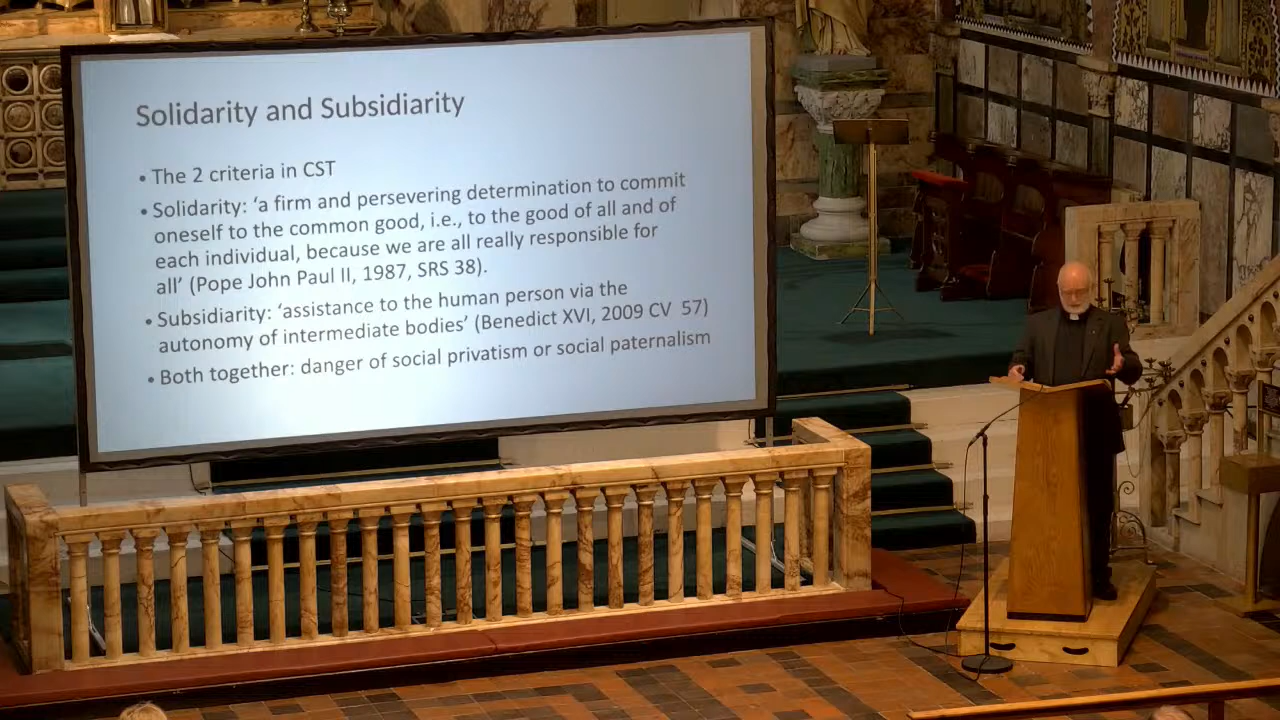 Solidarity and Subsidiarity
• The 2 criteria in CST
• Solidarity: ‘a firm and persevering determination to commit
oneself to the common good, i.e., to the good of all and of
each individual, because we are all really responsible for
all’ (Pope John Paul II, 1987, SRS 38).
• Subsidiarity: ‘assistance to the human person via the
autonomy of intermediate bodies’ (Benedict XVI, 2009 CV 57)
• Both together: danger of social privatism or social paternalism